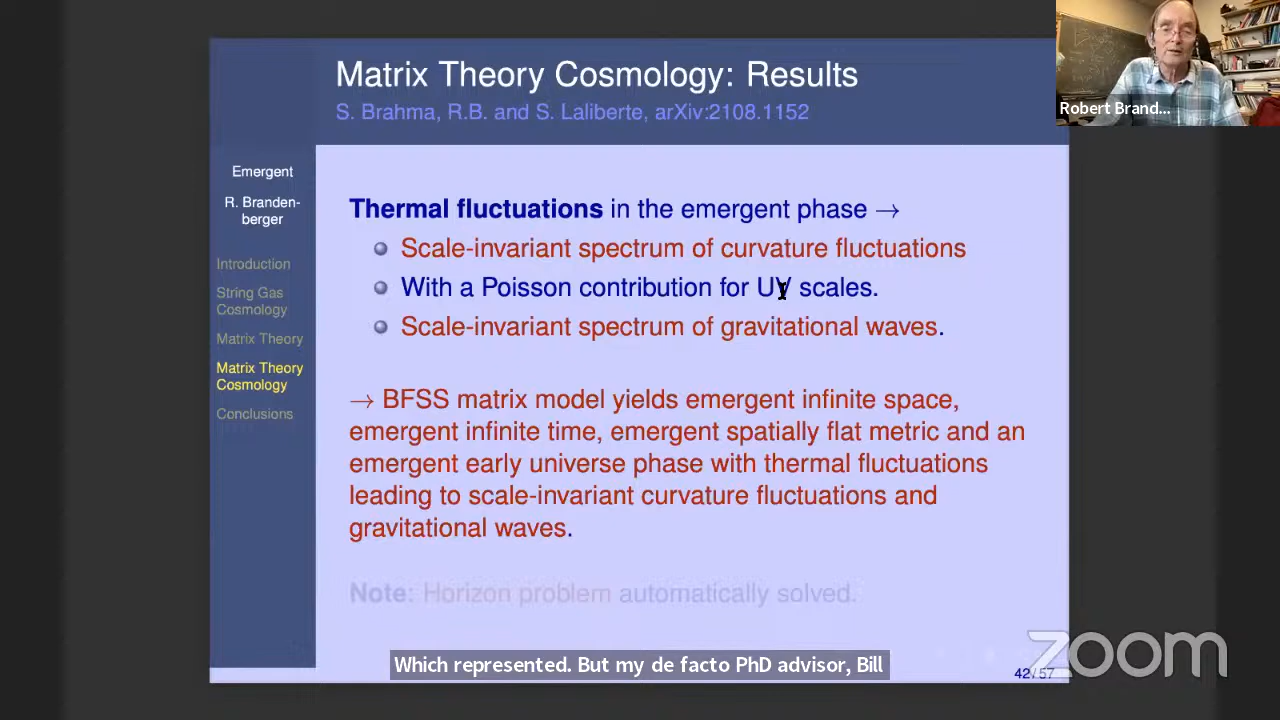 Matrix Theory Cosmology: Results
S. Brahma, R.B. and S. Laliberte, arXiv:2108.1152
Robert Brand...
Emergent
R. Branden-
berger
Introduction
String Gas
Cosmology
Matrix Theory
Matrix Theory
Cosmology
Conclusions
Thermal fluctuations in the emergent phase →
Scale-invariant spectrum of curvature fluctuations
With a Poisson contribution for UV scales.
Scale-invariant spectrum of gravitational waves.
→ BFSS matrix model yields emergent infinite space,
emergent infinite time, emergent spatially flat metric and an
emergent early universe phase with thermal fluctuations
leading to scale-invariant curvature fluctuations and
gravitational waves.
Note: Horizon problem automatically solved.
Which represented. But my de facto PhD advisor, Bill
42/57
zoom